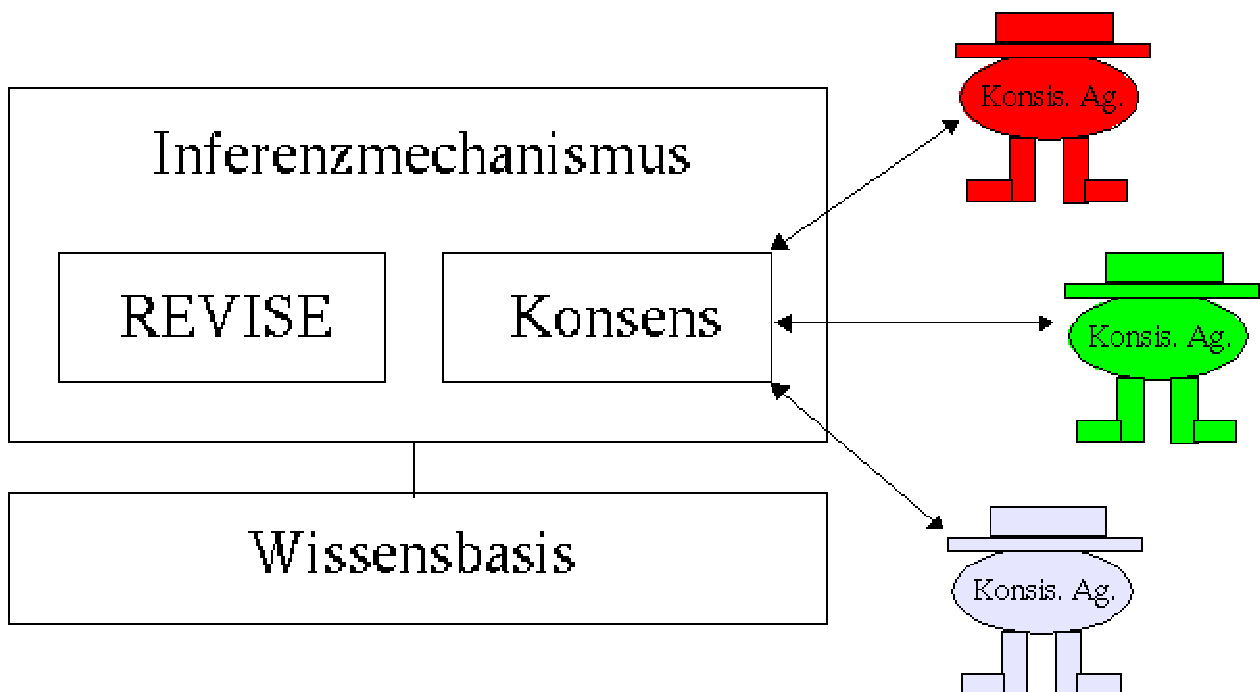 Konsis. Ag.
Inferenzmechanismus
REVISE
Konsens
Konsis. Ag.
Wissensbasis
Konsis. Ag.